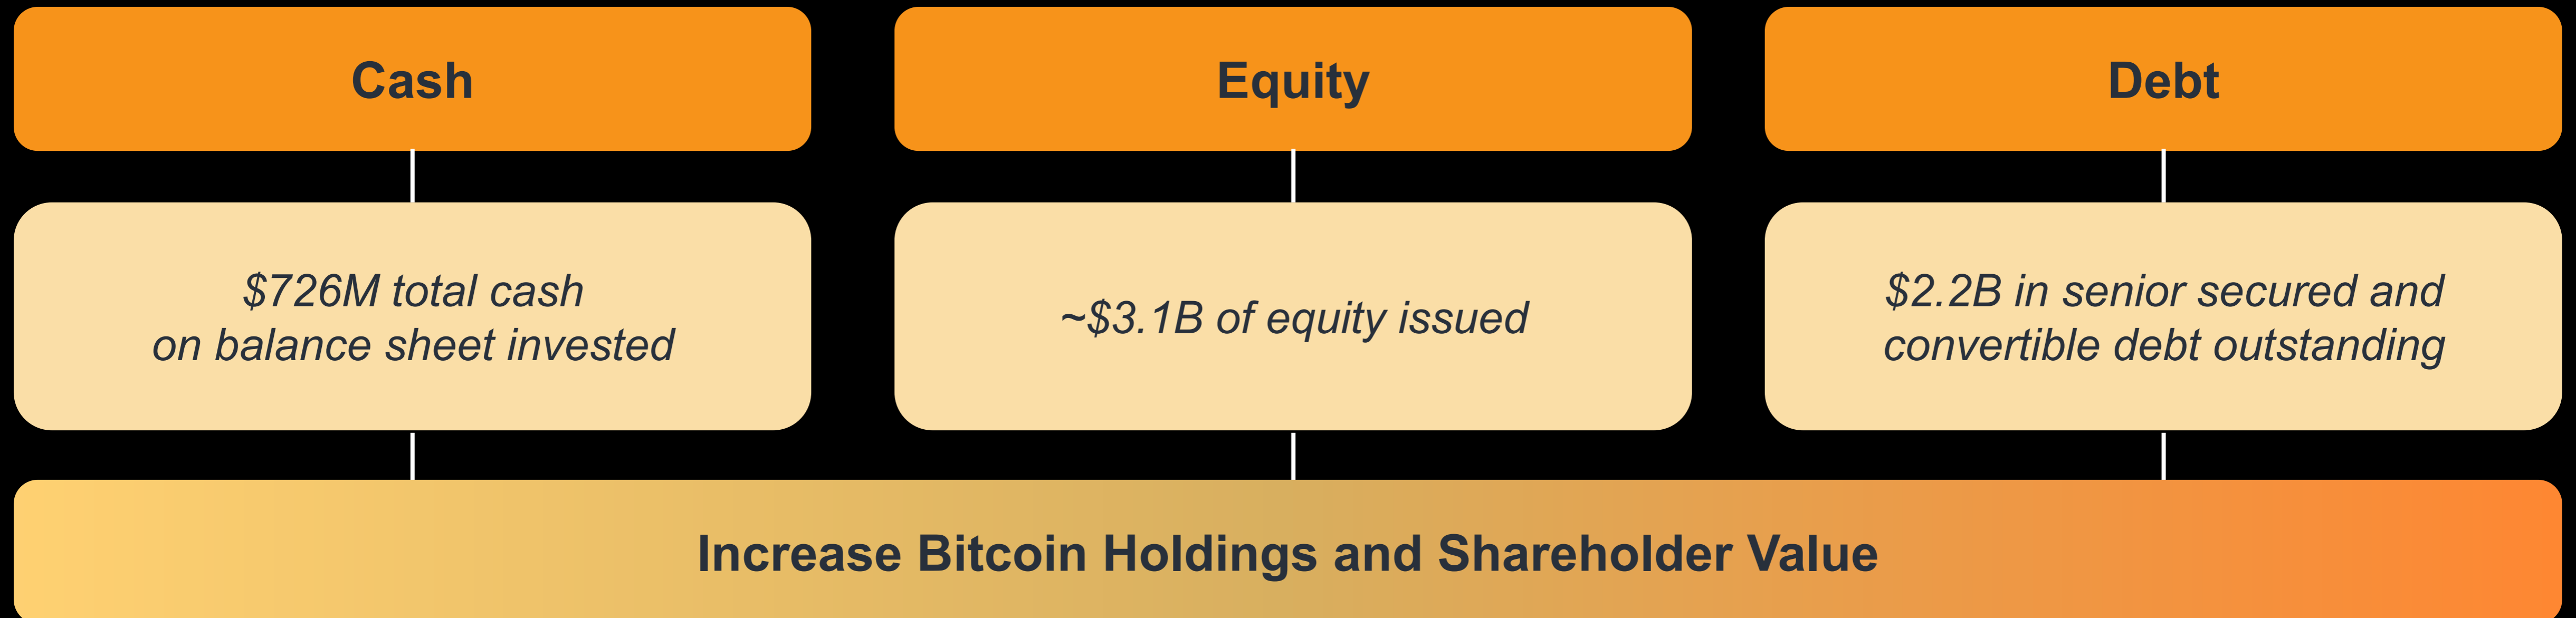 Cash
Equity
Debt
$726M total cash
on balance sheet invested
~$3.1B of equity issued
$2.2B in senior secured and
convertible debt outstanding
Increase Bitcoin Holdings and Shareholder Value